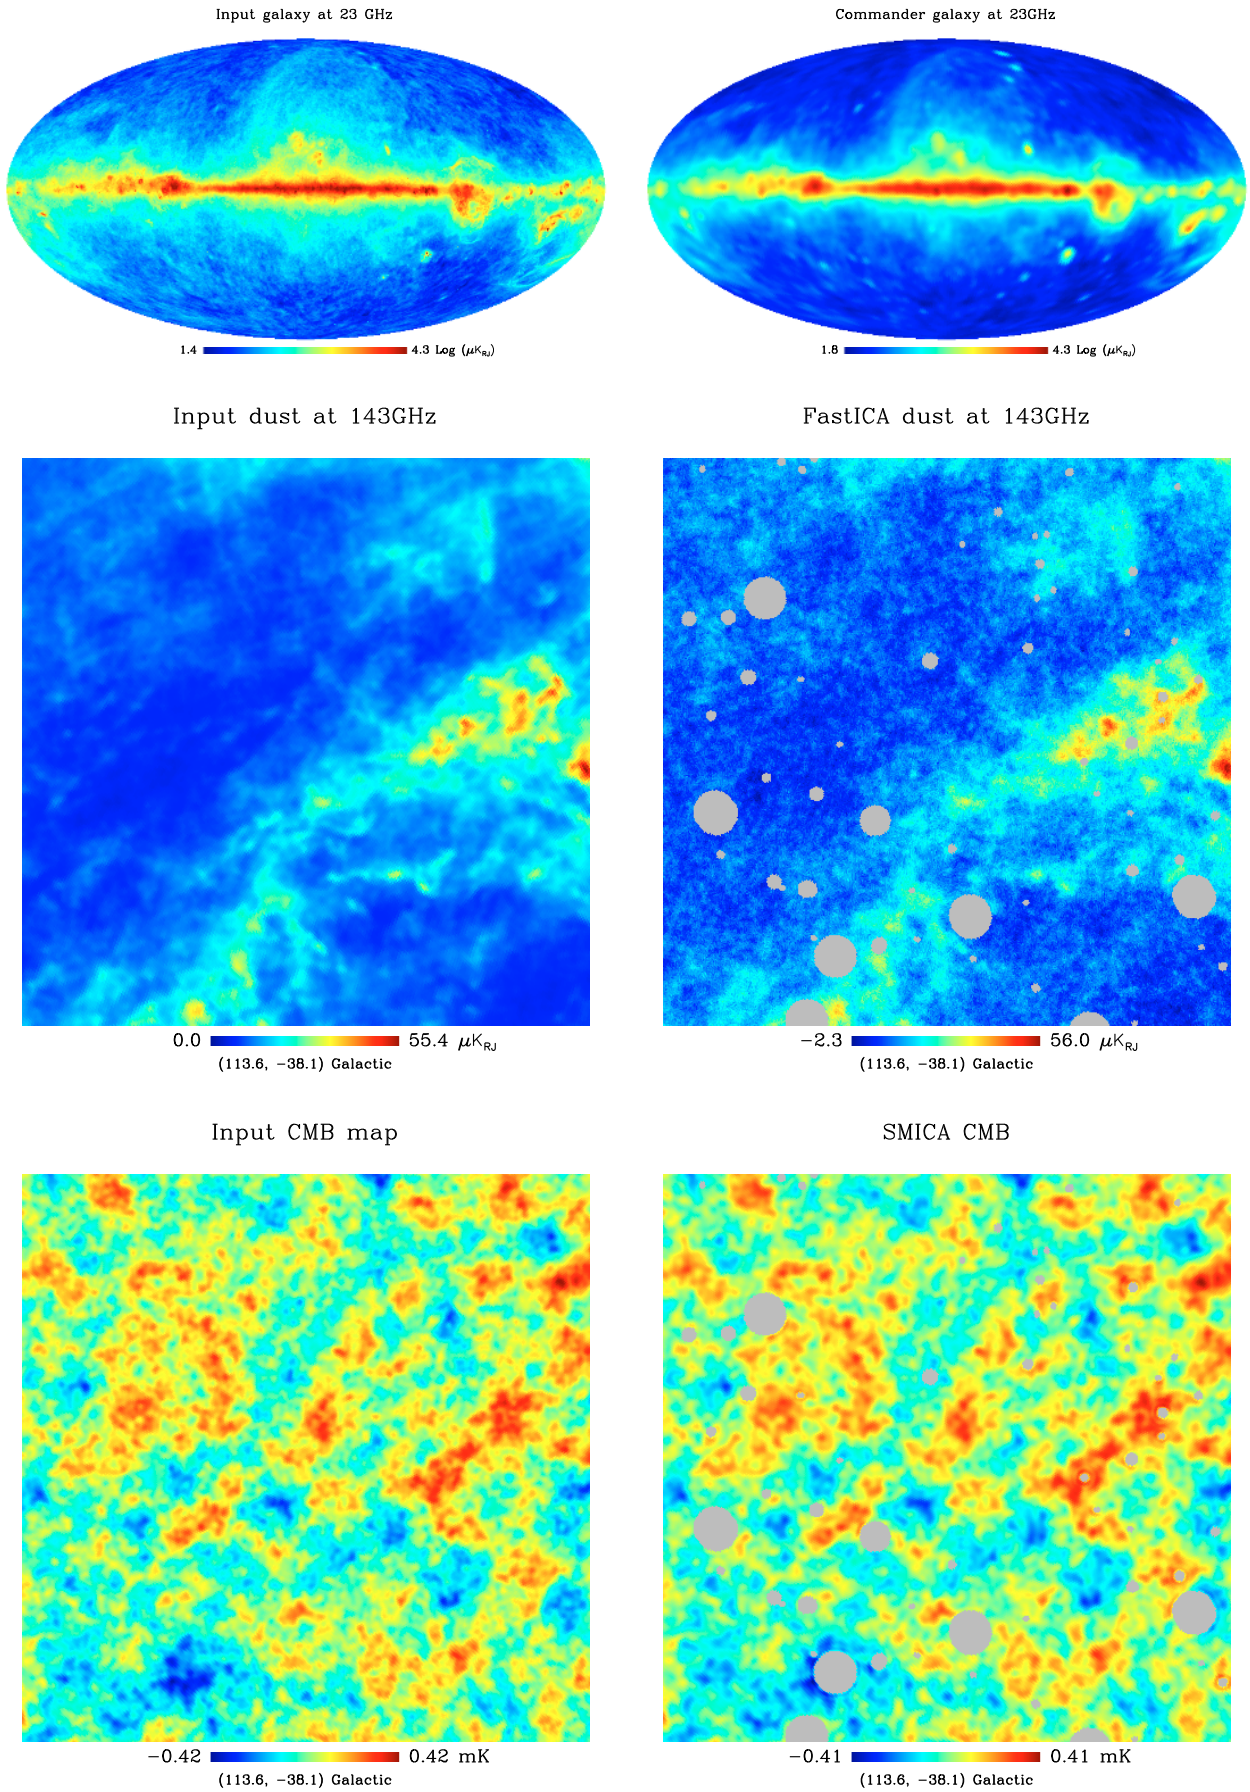 Input galaxy at 23 GHz
Commander galaxy at 23GHz
1.4 4.3 Log (μK_RJ)
1.8 4.3 Log (μK_RJ)
Input dust at 143GHz
FastICA dust at 143GHz
0.0 55.4 μK_RJ
(113.6, −38.1) Galactic
−2.3 56.0 μK_RJ
(113.6, −38.1) Galactic
Input CMB map
SMICA CMB
−0.42 0.42 mK
(113.6, −38.1) Galactic
−0.41 0.41 mK
(113.6, −38.1) Galactic